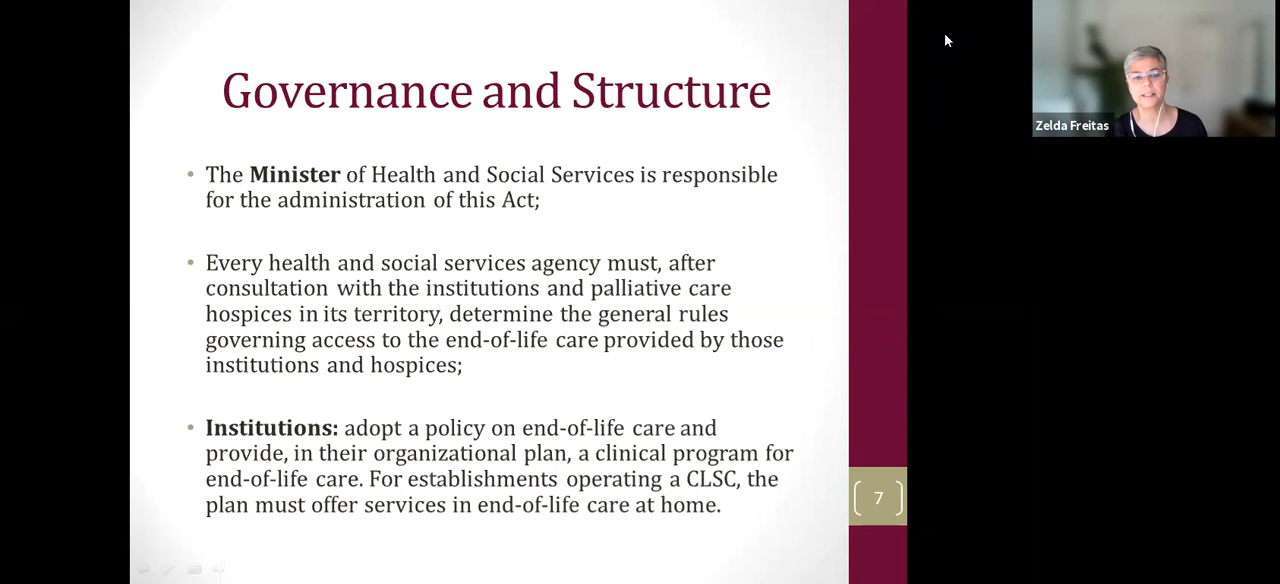 Governance and Structure
• The Minister of Health and Social Services is responsible
for the administration of this Act;
• Every health and social services agency must, after
consultation with the institutions and palliative care
hospices in its territory, determine the general rules
governing access to the end-of-life care provided by those
institutions and hospices;
• Institutions: adopt a policy on end-of-life care and
provide, in their organizational plan, a clinical program for
end-of-life care. For establishments operating a CLSC, the
plan must offer services in end-of-life care at home.
7
Zelda Freitas